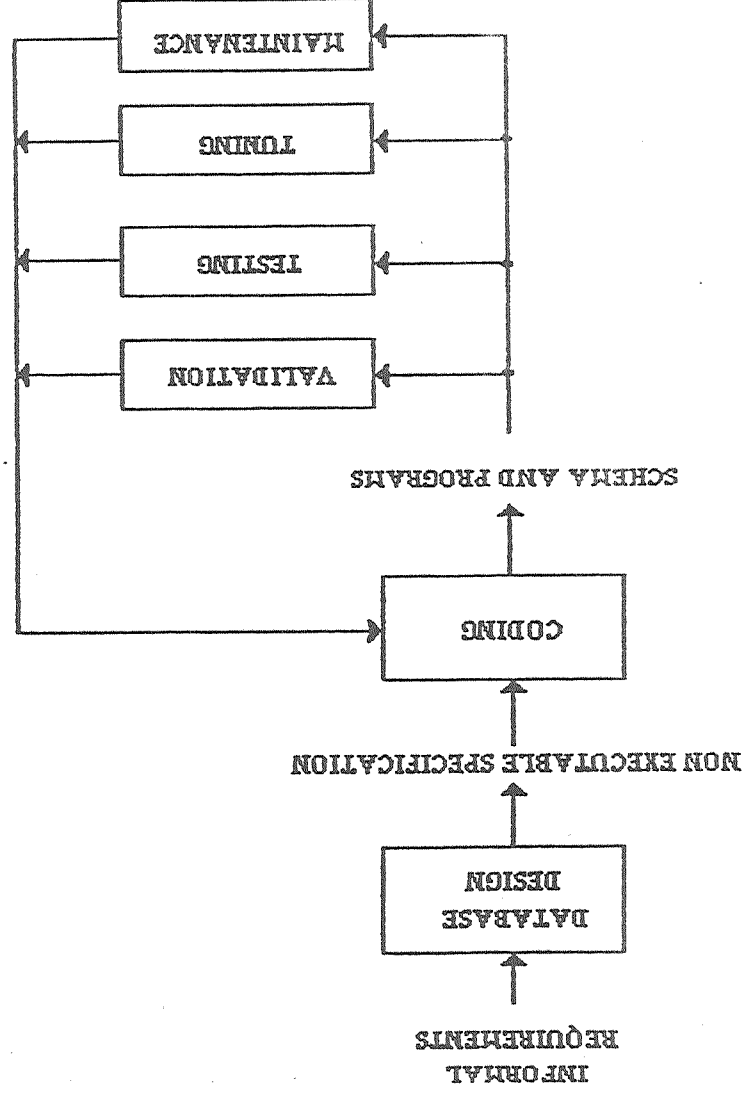 INFORMAL
REQUIREMENTS
DATABASE
DESIGN
NON EXECUTABLE SPECIFICATION
CODING
SCHEMA AND PROGRAMS
VALIDATION
TESTING
TUNING
MAINTENANCE